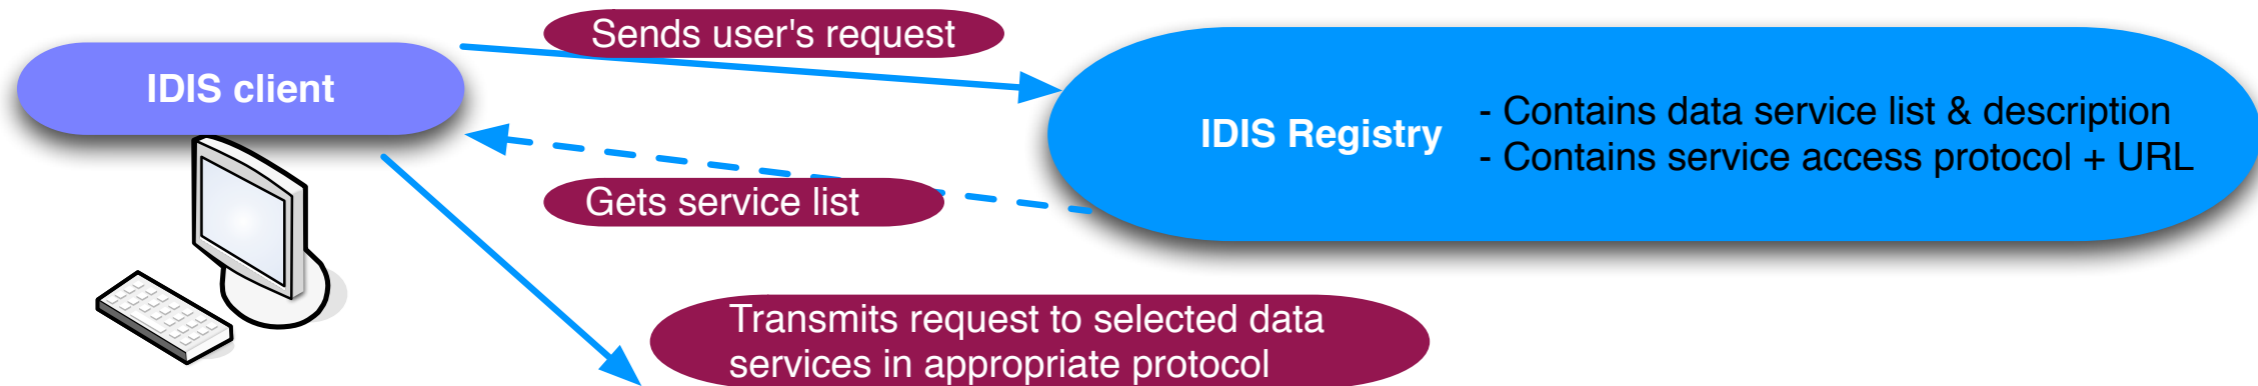 Sends user's request
IDIS client
IDIS Registry
- Contains data service list & description
- Contains service access protocol + URL
Gets service list
Transmits request to selected data
services in appropriate protocol